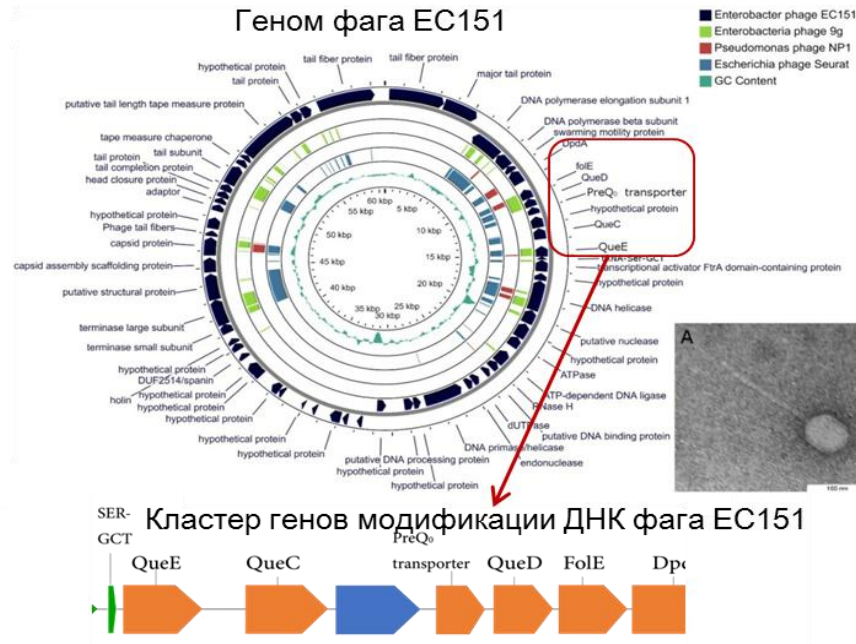 Геном фага EC151
Enterobacter phage EC151
Enterobacteria phage 9g
Pseudomonas phage NP1
Escherichia phage Seurat
GC Content
tail fiber protein
tail fiber protein
hypothetical protein
tail protein
major tail protein
putative tail length tape measure protein
DNA polymerase elongation subunit 1
DNA polymerase beta subunit
swarming motility protein
DpdA
tape measure chaperone
tail subunit
tail protein
tail completion protein
head closure protein
adaptor
folE
QueD
PreQ₀ transporter
hypothetical protein
QueC
hypothetical protein
Phage tail fibers
capsid protein
QueE
tRNA-Ser-GCT
capsid assembly scaffolding protein
transcriptional activator FtrA domain-containing protein
hypothetical protein
putative structural protein
DNA helicase
terminase large subunit
terminase small subunit
putative nuclease
hypothetical protein
ATPase
hypothetical protein
DUF2514/spanin
holin
hypothetical protein
hypothetical protein
ATP-dependent DNA ligase
RNase H
dUTPase
putative DNA binding protein
hypothetical protein
hypothetical protein
DNA primase/helicase
endonuclease
putative DNA processing protein
hypothetical protein
hypothetical protein
60 kbp
5 kbp
55 kbp
50 kbp
10 kbp
45 kbp
15 kbp
40 kbp
20 kbp
35 kbp
25 kbp
30 kbp
A
100 nm
Кластер генов модификации ДНК фага EC151
SER-
GCT
QueE
QueC
PreQ₀
transporter
QueD
FolE
Dpd